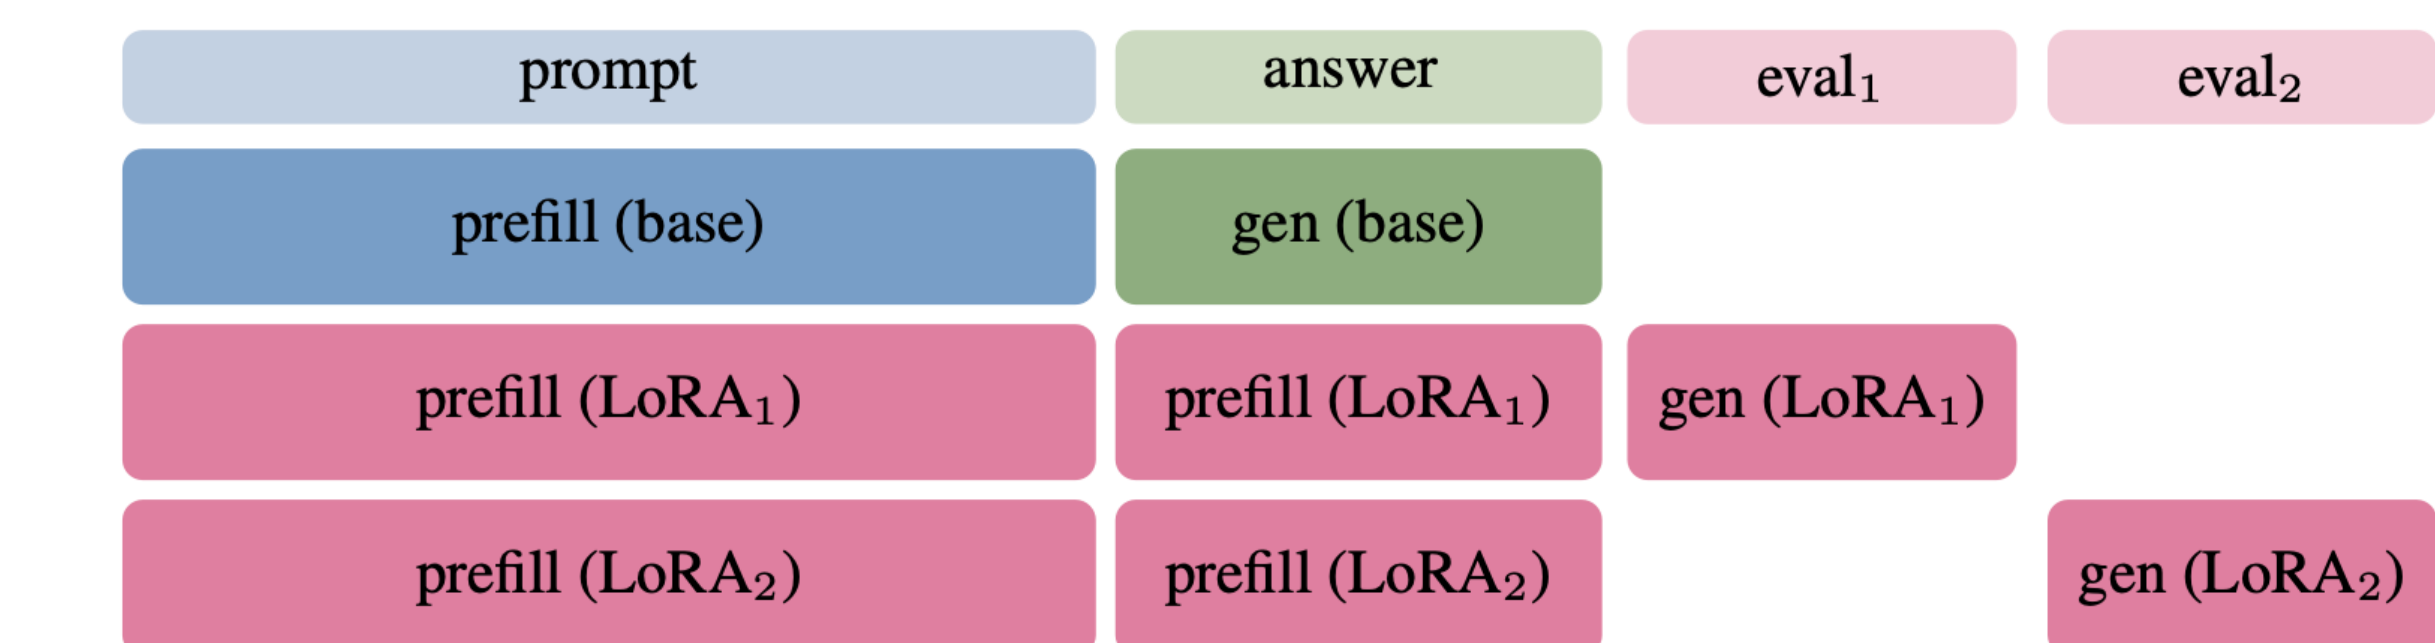 prompt answer eval₁ eval₂
prefill (base) gen (base)
prefill (LoRA₁) prefill (LoRA₁) gen (LoRA₁)
prefill (LoRA₂) prefill (LoRA₂) gen (LoRA₂)